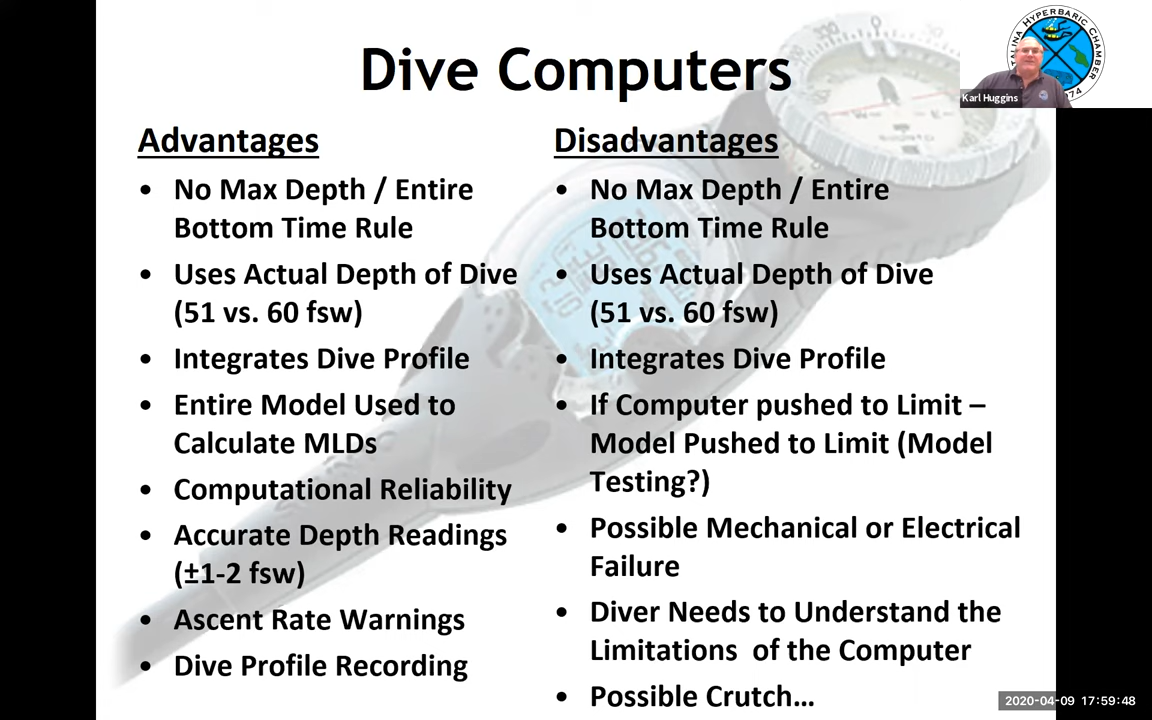 Dive Computers
Advantages
• No Max Depth / Entire
Bottom Time Rule
• Uses Actual Depth of Dive
(51 vs. 60 fsw)
• Integrates Dive Profile
• Entire Model Used to
Calculate MLDs
• Computational Reliability
• Accurate Depth Readings
(±1-2 fsw)
• Ascent Rate Warnings
• Dive Profile Recording
Disadvantages
• No Max Depth / Entire
Bottom Time Rule
• Uses Actual Depth of Dive
(51 vs. 60 fsw)
• Integrates Dive Profile
• If Computer pushed to Limit –
Model Pushed to Limit (Model
Testing?)
• Possible Mechanical or Electrical
Failure
• Diver Needs to Understand the
Limitations  of the Computer
• Possible Crutch...
HYPERBARIC CHAMBER
Karl Huggins
2020-04-09 17:59:48